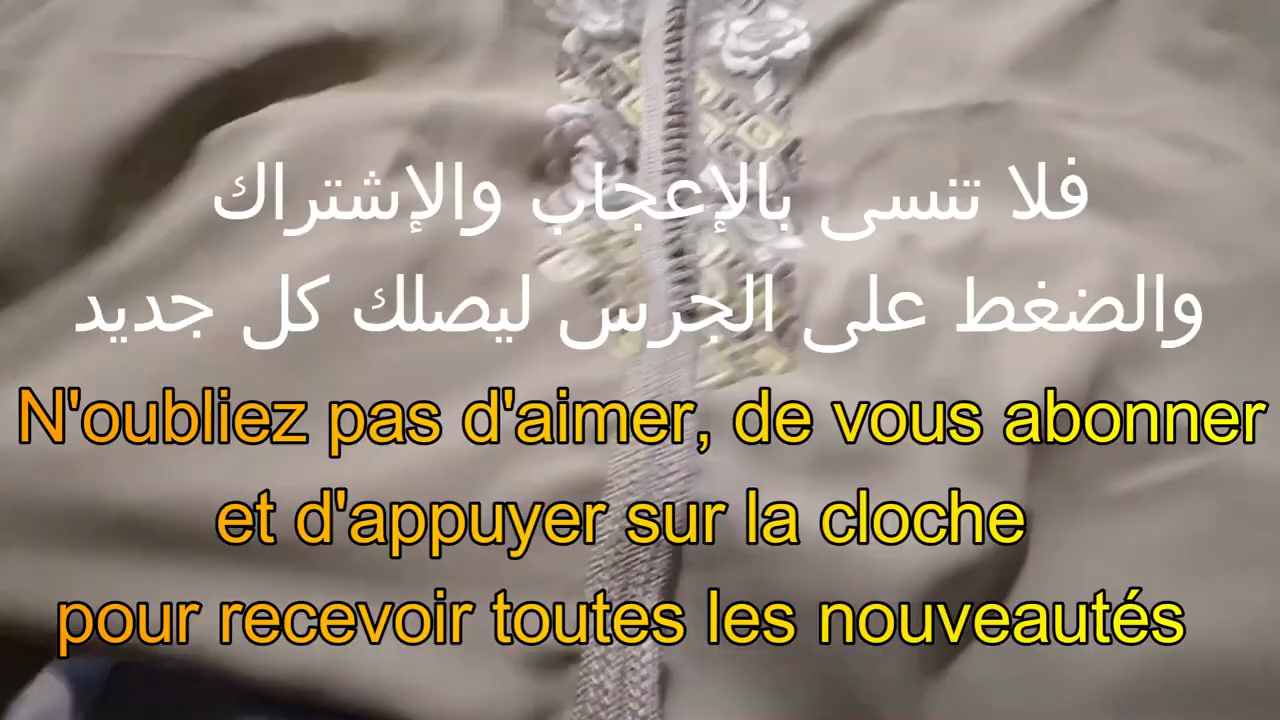 فلا تنسى بالإعجاب والإشتراك
والضغط على الجرس ليصلك كل جديد
N'oubliez pas d'aimer, de vous abonner
et d'appuyer sur la cloche
pour recevoir toutes les nouveautés